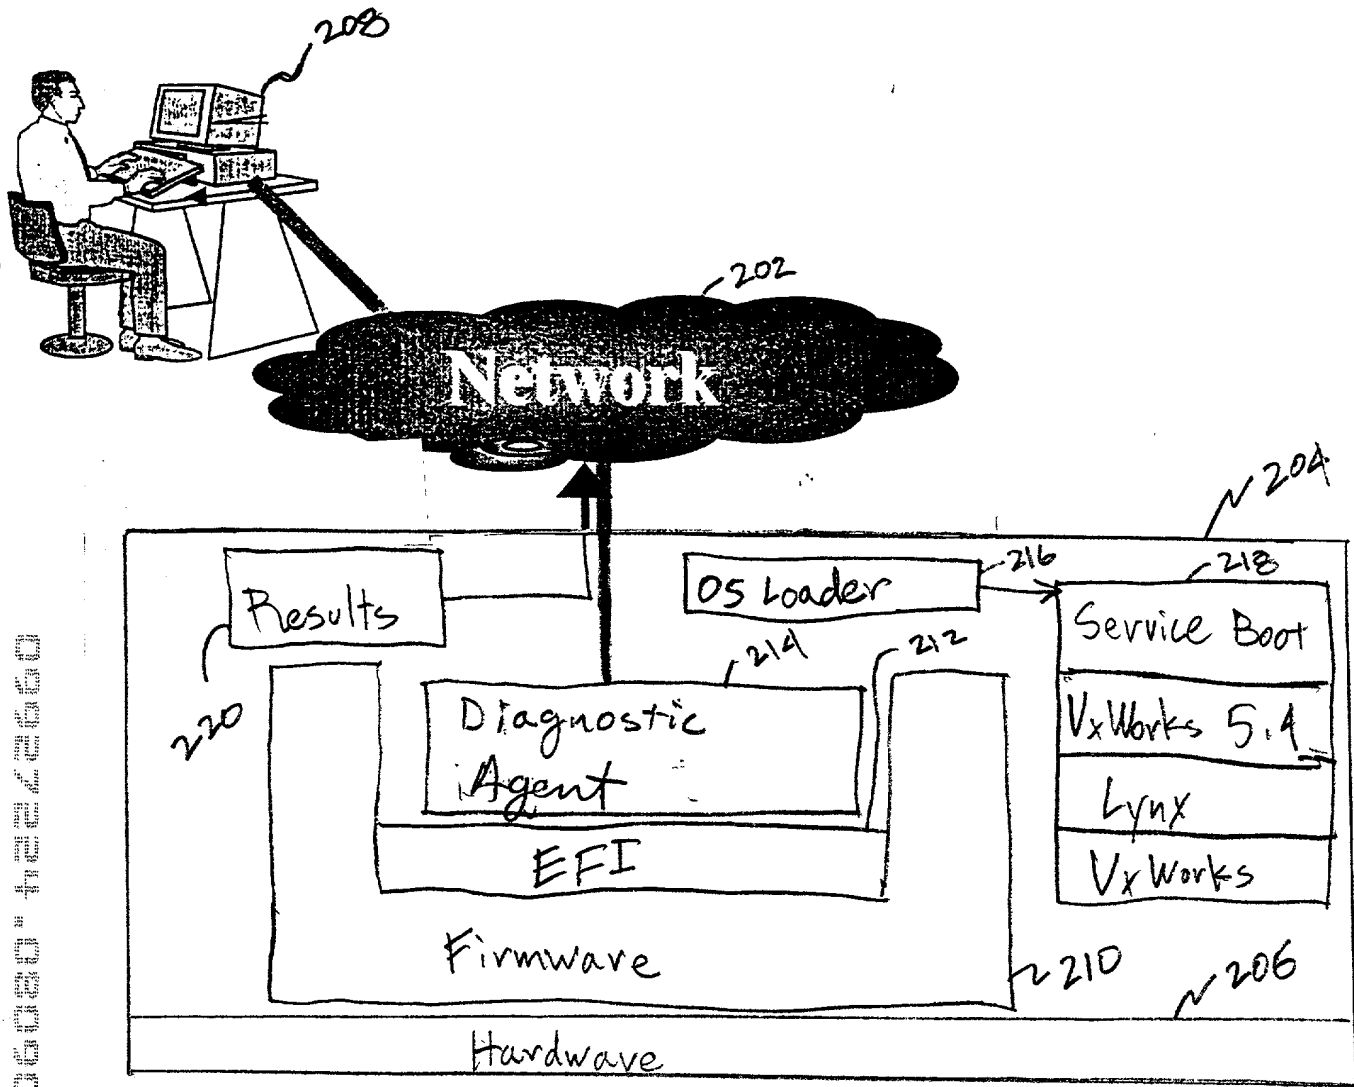 208
202
Network
204
216
218
Results
OS Loader
Service Boot
214
212
220
Diagnostic
Agent
VxWorks 5.4
Lynx
EFI
VxWorks
Firmware
210
206
Hardware